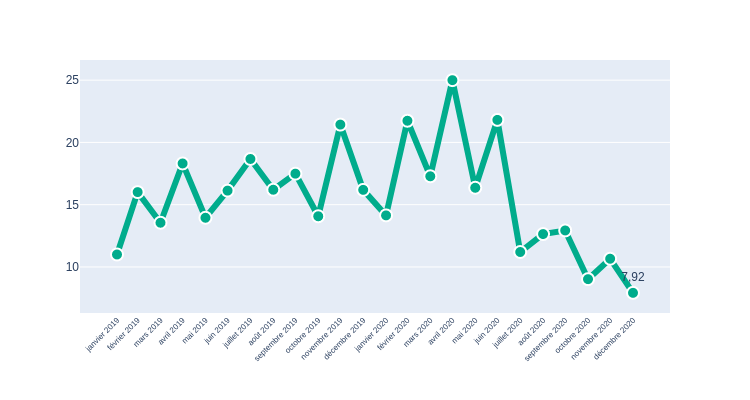 25
20
15
10
7,92
janvier 2019
février 2019
mars 2019
avril 2019
mai 2019
juin 2019
juillet 2019
août 2019
septembre 2019
octobre 2019
novembre 2019
décembre 2019
janvier 2020
février 2020
mars 2020
avril 2020
mai 2020
juin 2020
juillet 2020
août 2020
septembre 2020
octobre 2020
novembre 2020
décembre 2020